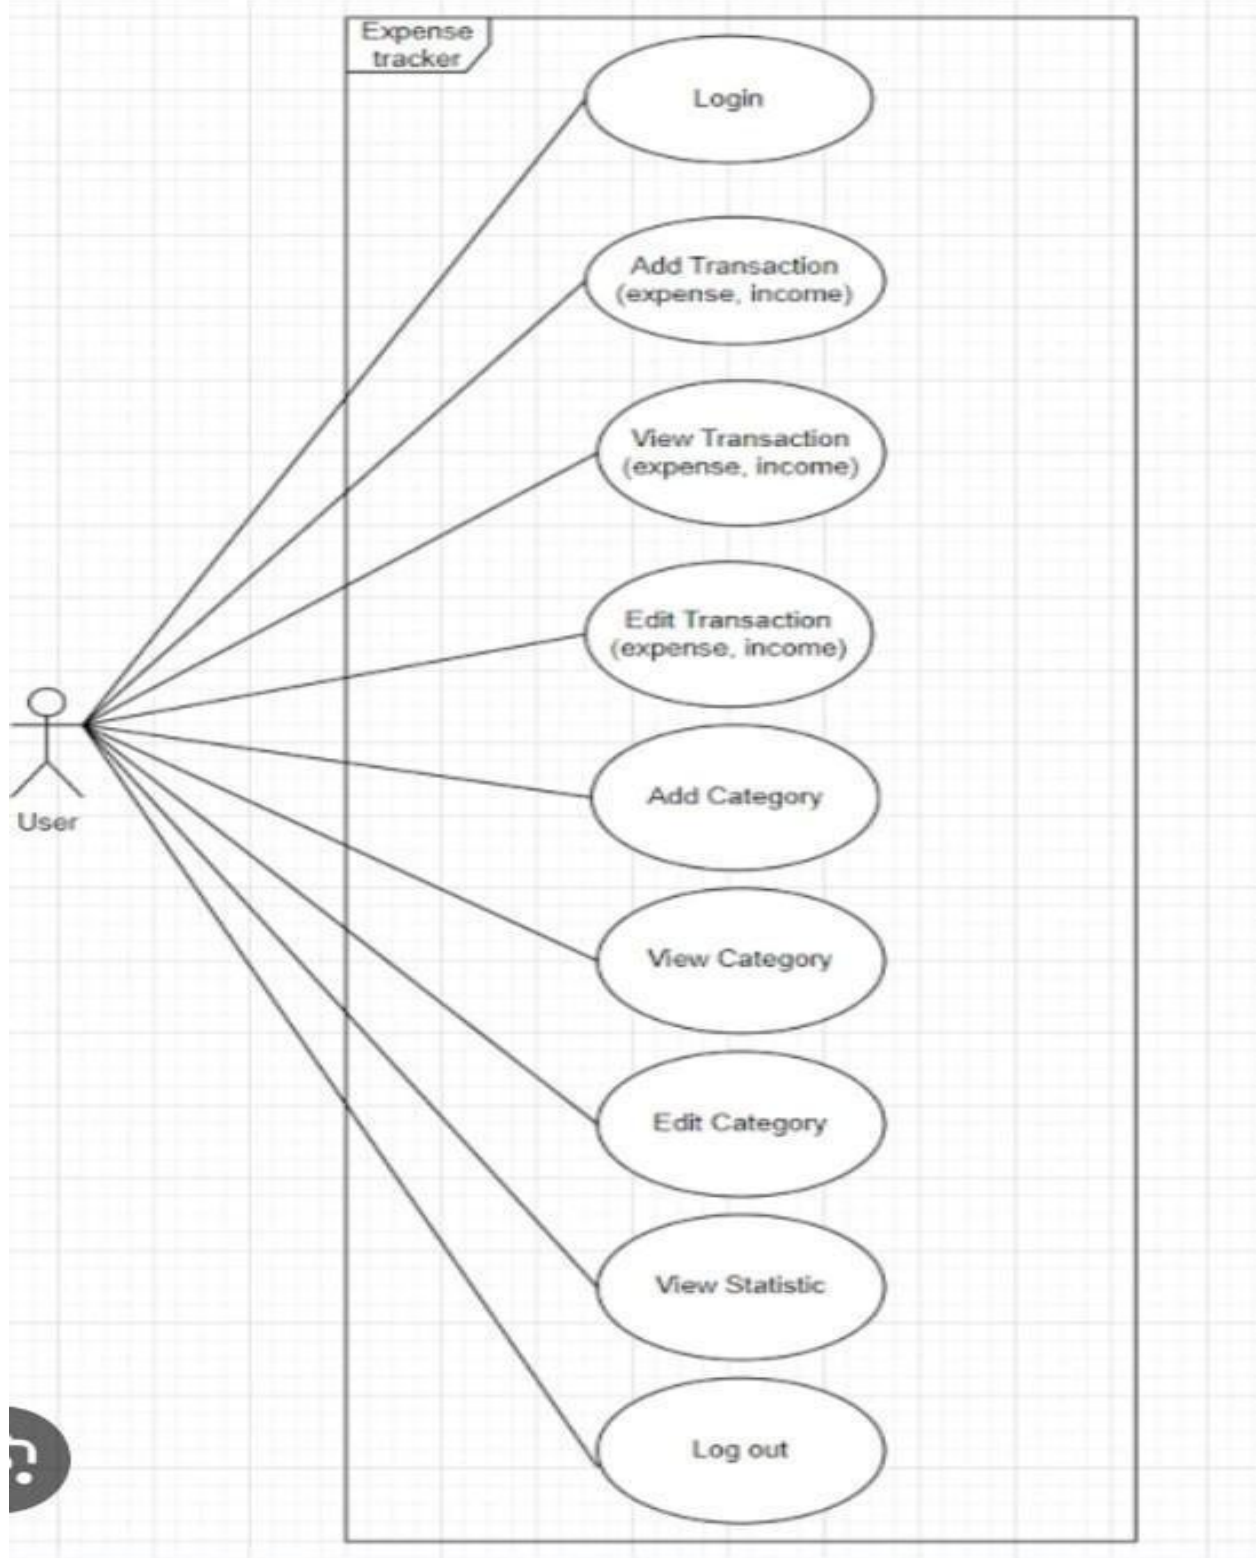 Expense
tracker
Login
Add Transaction
(expense, income)
View Transaction
(expense, income)
Edit Transaction
(expense, income)
User
Add Category
View Category
Edit Category
View Statistic
Log out